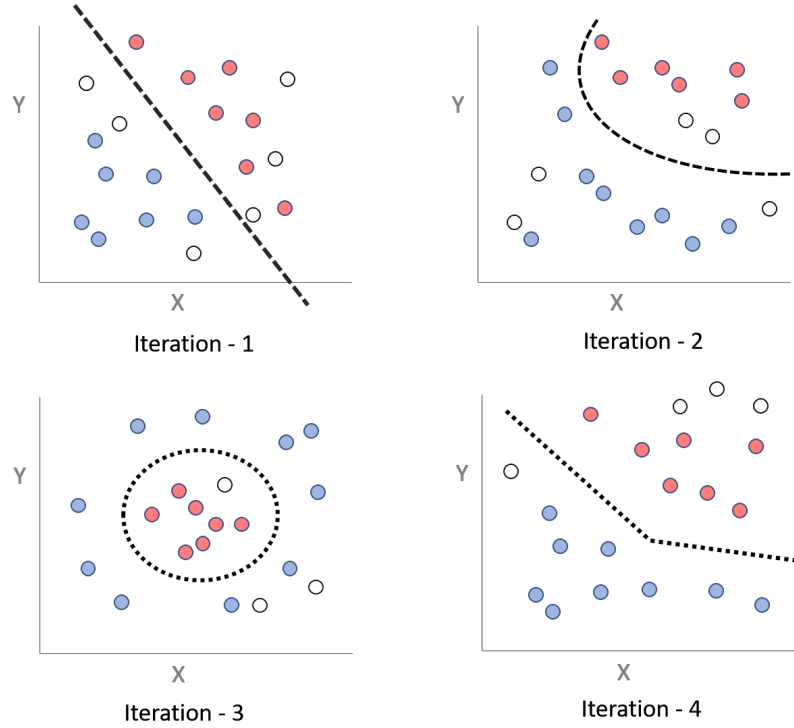 Y
X
Iteration - 1
Y
X
Iteration - 2
Y
X
Iteration - 3
Y
X
Iteration - 4